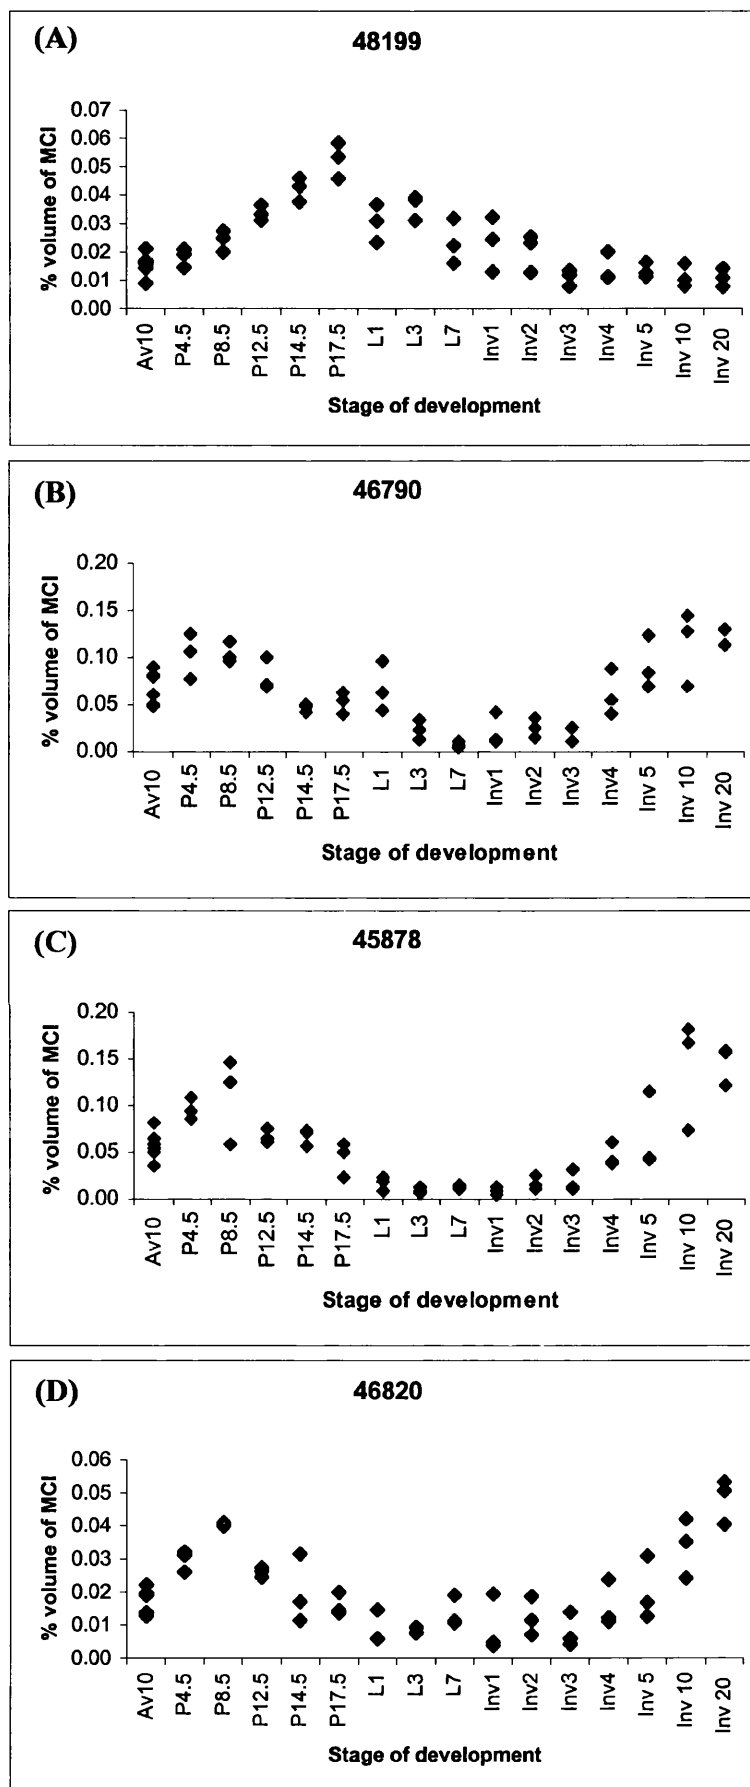 (A) 48199
% volume of MCI
0.07
0.06
0.05
0.04
0.03
0.02
0.01
0.00
Av10 P4.5 P8.5 P12.5 P14.5 P17.5 L1 L3 L7 Inv1 Inv2 Inv3 Inv4 Inv 5 Inv 10 Inv 20
Stage of development
(B) 46790
% volume of MCI
0.20
0.15
0.10
0.05
0.00
Av10 P4.5 P8.5 P12.5 P14.5 P17.5 L1 L3 L7 Inv1 Inv2 Inv3 Inv4 Inv 5 Inv 10 Inv 20
Stage of development
(C) 45878
% volume of MCI
0.20
0.15
0.10
0.05
0.00
Av10 P4.5 P8.5 P12.5 P14.5 P17.5 L1 L3 L7 Inv1 Inv2 Inv3 Inv4 Inv 5 Inv 10 Inv 20
Stage of development
(D) 46820
% volume of MCI
0.06
0.05
0.04
0.03
0.02
0.01
0.00
Av10 P4.5 P8.5 P12.5 P14.5 P17.5 L1 L3 L7 Inv1 Inv2 Inv3 Inv4 Inv 5 Inv 10 Inv 20
Stage of development